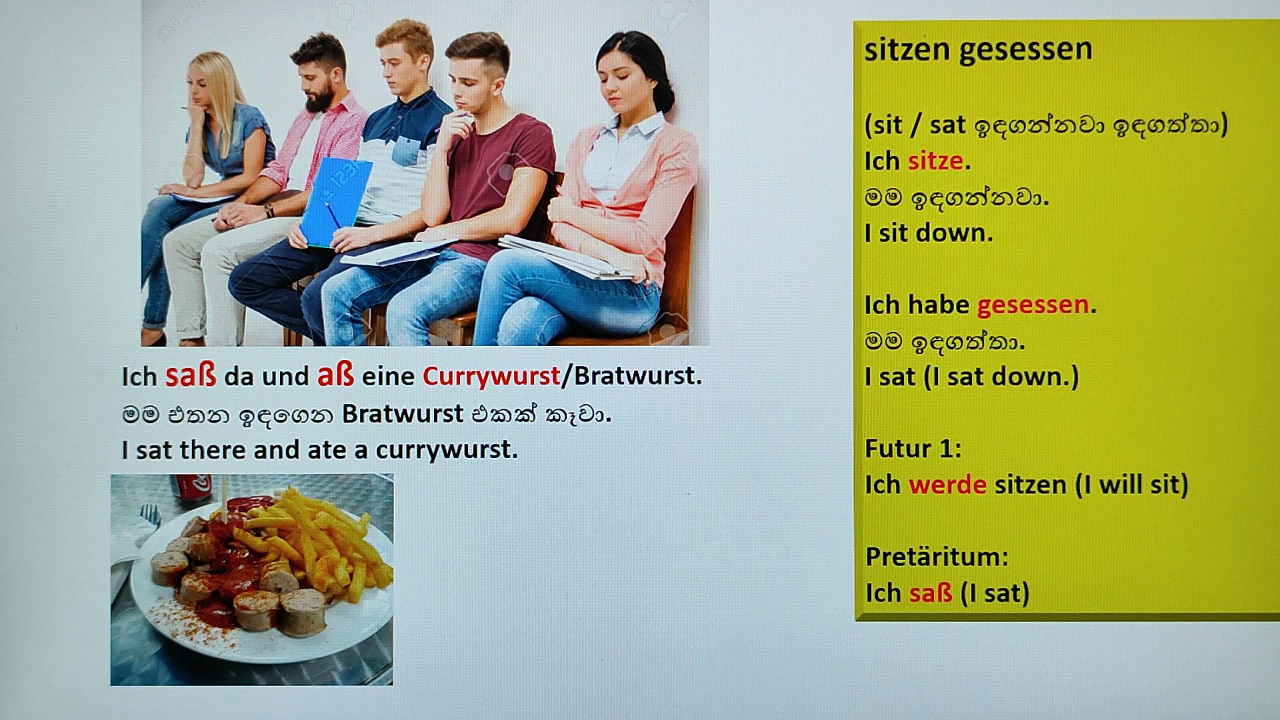 Ich saß da und aß eine Currywurst/Bratwurst.
මම එතන ඉඳගෙන Bratwurst එකක් කෑවා.
I sat there and ate a currywurst.
sitzen gesessen
(sit / sat ඉඳගන්නවා ඉඳගත්තා)
Ich sitze.
මම ඉඳගන්නවා.
I sit down.
Ich habe gesessen.
මම ඉඳගත්තා.
I sat (I sat down.)
Futur 1:
Ich werde sitzen (I will sit)
Pretäritum:
Ich saß (I sat)